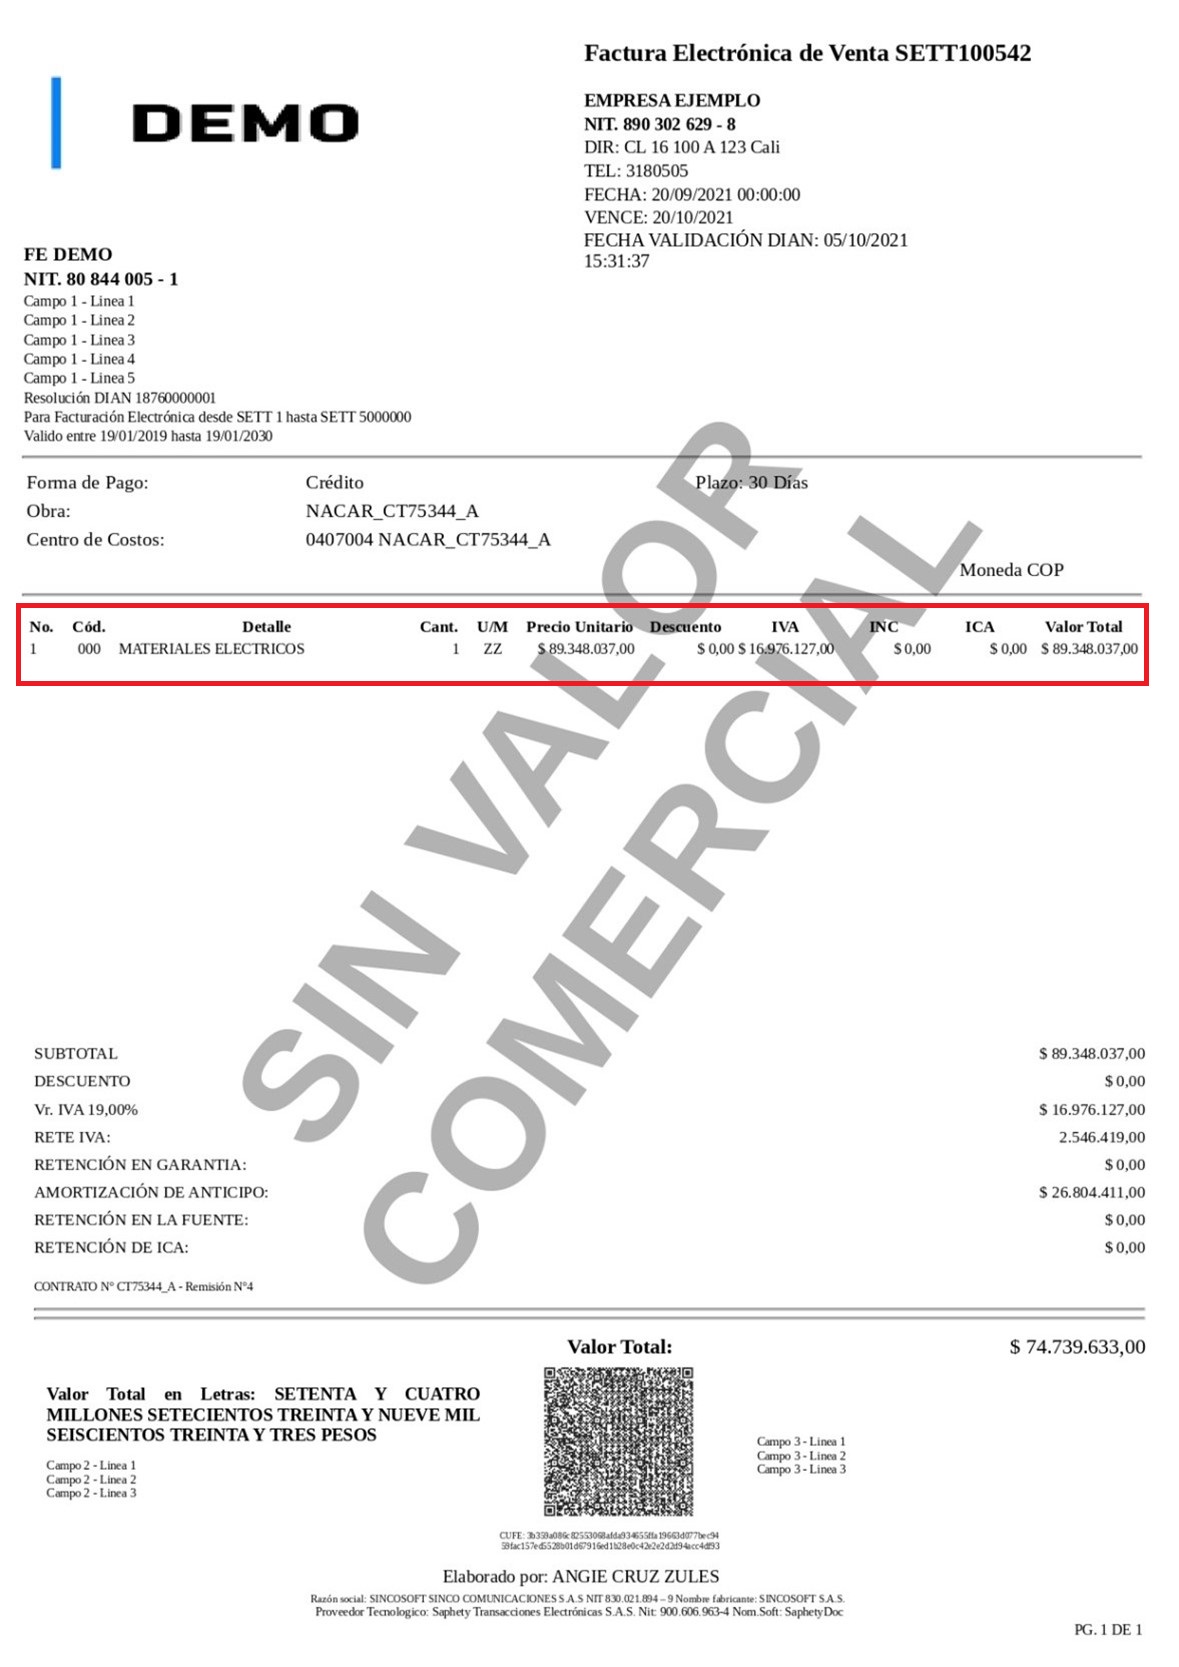 Factura Electrónica de Venta SETT100542
DEMO
EMPRESA EJEMPLO
NIT. 890 302 629 - 8
DIR: CL 16 100 A 123 Cali
TEL: 3180505
FECHA: 20/09/2021 00:00:00
VENCE: 20/10/2021
FECHA VALIDACIÓN DIAN: 05/10/2021
15:31:37
FE DEMO
NIT. 80 844 005 - 1
Campo 1 - Linea 1
Campo 1 - Linea 2
Campo 1 - Linea 3
Campo 1 - Linea 4
Campo 1 - Linea 5
Resolución DIAN 18760000001
Para Facturación Electrónica desde SETT 1 hasta SETT 5000000
Valido entre 19/01/2019 hasta 19/01/2030
Forma de Pago: Crédito Plazo: 30 Días
Obra: NACAR_CT75344_A
Centro de Costos: 0407004 NACAR_CT75344_A
Moneda COP
No. Cód. Detalle Cant. U/M Precio Unitario Descuento IVA INC ICA Valor Total
1 000 MATERIALES ELECTRICOS 1 ZZ $ 89.348.037,00 $ 0,00 $ 16.976.127,00 $ 0,00 $ 0,00 $ 89.348.037,00
SIN VALOR
COMERCIAL
SUBTOTAL $ 89.348.037,00
DESCUENTO $ 0,00
Vr. IVA 19,00% $ 16.976.127,00
RETE IVA: 2.546.419,00
RETENCIÓN EN GARANTIA: $ 0,00
AMORTIZACIÓN DE ANTICIPO: $ 26.804.411,00
RETENCIÓN EN LA FUENTE: $ 0,00
RETENCIÓN DE ICA: $ 0,00
CONTRATO N° CT75344_A - Remisión N°4
Valor Total: $ 74.739.633,00
Valor Total en Letras: SETENTA Y CUATRO
MILLONES SETECIENTOS TREINTA Y NUEVE MIL
SEISCIENTOS TREINTA Y TRES PESOS
Campo 2 - Linea 1
Campo 2 - Linea 2
Campo 2 - Linea 3
Campo 3 - Linea 1
Campo 3 - Linea 2
Campo 3 - Linea 3
CUFE:
Elaborado por: ANGIE CRUZ ZULES
Razón social: SINCOSOFT SINCO COMUNICACIONES S.A.S NIT 830.021.894 – 9 Nombre fabricante: SINCOSOFT S.A.S.
Proveedor Tecnologico: Saphety Transacciones Electrónicas S.A.S. Nit: 900.606.963-4 Nom.Soft: SaphetyDoc
PG. 1 DE 1